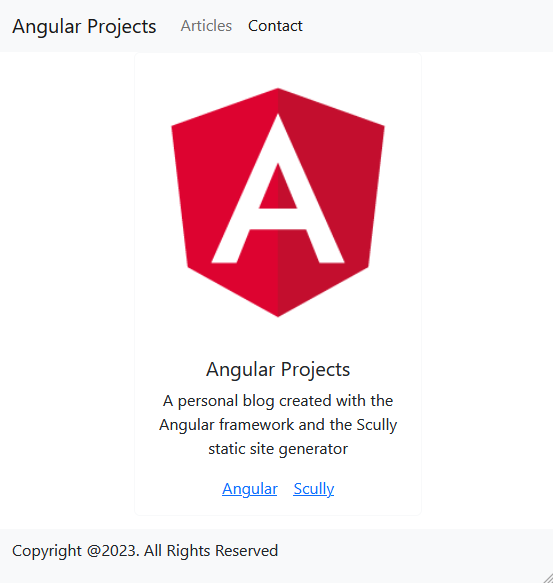 Angular Projects Articles Contact
A
Angular Projects
A personal blog created with the
Angular framework and the Scully
static site generator
Angular Scully
Copyright @2023. All Rights Reserved